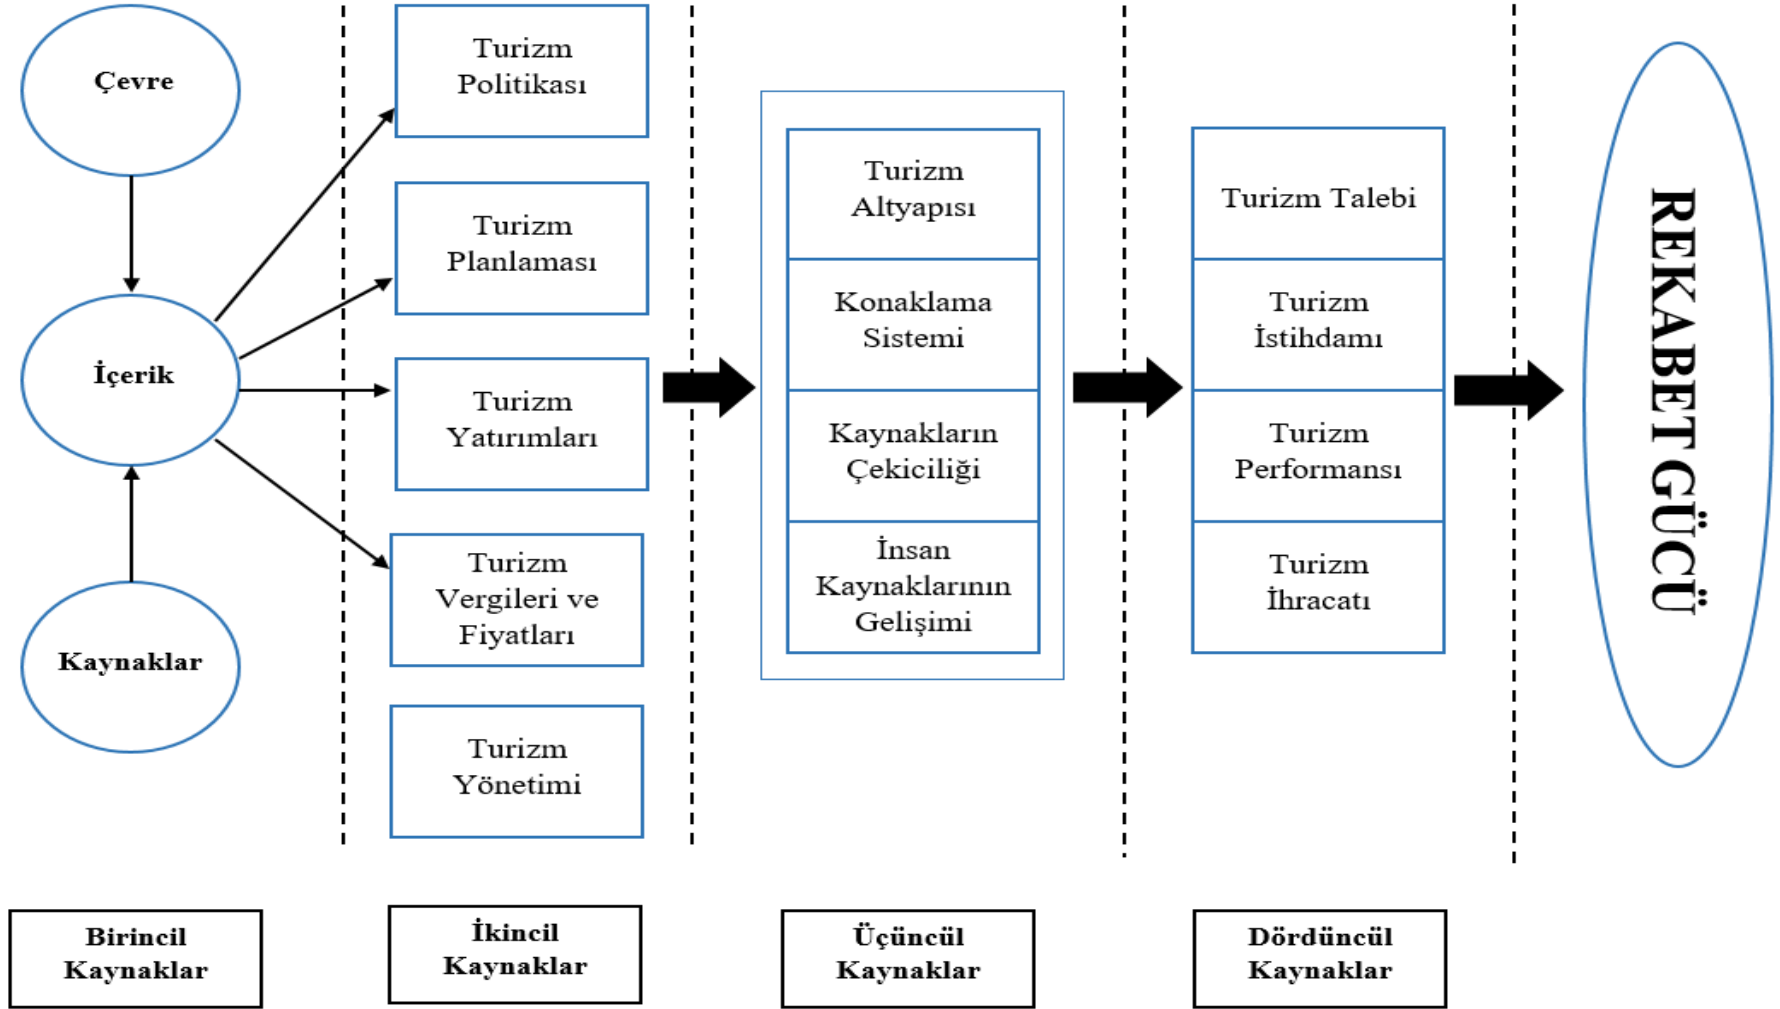 Çevre
İçerik
Kaynaklar
Turizm
Politikası
Turizm
Planlaması
Turizm
Yatırımları
Turizm
Vergileri ve
Fiyatları
Turizm
Yönetimi
Turizm
Altyapısı
Konaklama
Sistemi
Kaynakların
Çekiciliği
İnsan
Kaynaklarının
Gelişimi
Turizm Talebi
Turizm
İstihdamı
Turizm
Performansı
Turizm
İhracatı
REKABET GÜCÜ
Birincil
Kaynaklar
İkincil
Kaynaklar
Üçüncül
Kaynaklar
Dördüncül
Kaynaklar